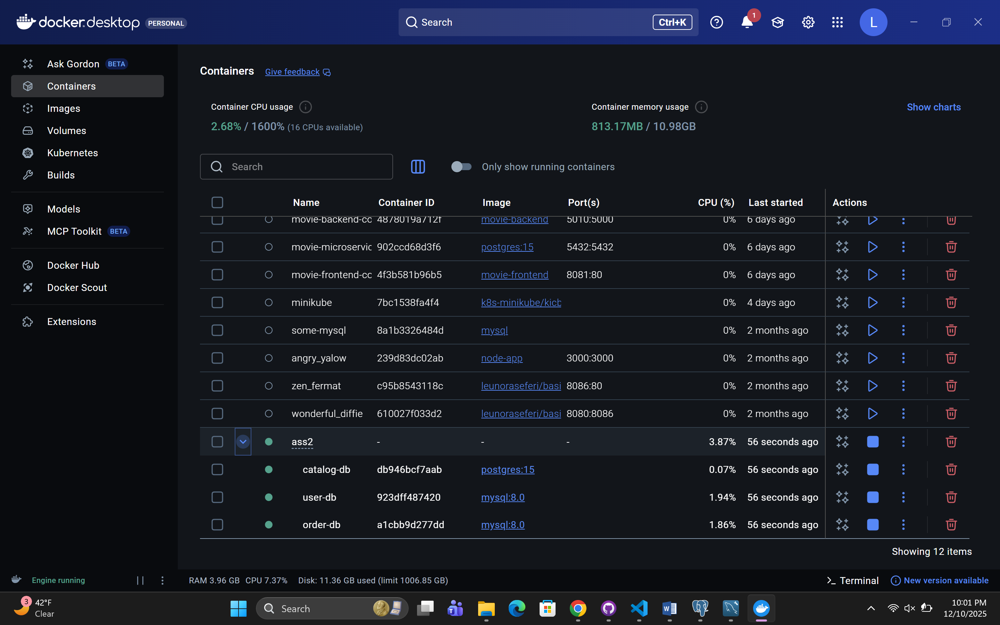 docker desktop PERSONAL
Search Ctrl+K
1
L
Ask Gordon BETA
Containers
Images
Volumes
Kubernetes
Builds
Models
MCP Toolkit BETA
Docker Hub
Docker Scout
Extensions
Containers Give feedback
Container CPU usage
2.68% / 1600% (16 CPUs available)
Container memory usage
813.17MB / 10.98GB
Show charts
Search
Only show running containers
Name Container ID Image Port(s) CPU (%) Last started Actions
movie-backend-co 4878019a712f movie-backend 5010:5000 0% 6 days ago
movie-microservic 902ccd68d3f6 postgres:15 5432:5432 0% 6 days ago
movie-frontend-cc 4f3b581b96b5 movie-frontend 8081:80 0% 6 days ago
minikube 7bc1538fa4f4 k8s-minikube/kicb 0% 4 days ago
some-mysql 8a1b3326484d mysql 0% 2 months ago
angry_yalow 239d83dc02ab node-app 3000:3000 0% 2 months ago
zen_fermat c95b8543118c leunoraseferi/basi 8086:80 0% 2 months ago
wonderful_diffie 610027f033d2 leunoraseferi/basi 8080:8086 0% 2 months ago
ass2 - - - 3.87% 56 seconds ago
catalog-db db946bcf7aab postgres:15 0.07% 56 seconds ago
user-db 923dff487420 mysql:8.0 1.94% 56 seconds ago
order-db a1cbb9d277dd mysql:8.0 1.86% 56 seconds ago
Showing 12 items
Engine running
RAM 3.96 GB CPU 7.37% Disk: 11.36 GB used (limit 1006.85 GB)
Terminal
New version available
3
42°F
Clear
Search
T
W
10:01 PM
12/10/2025